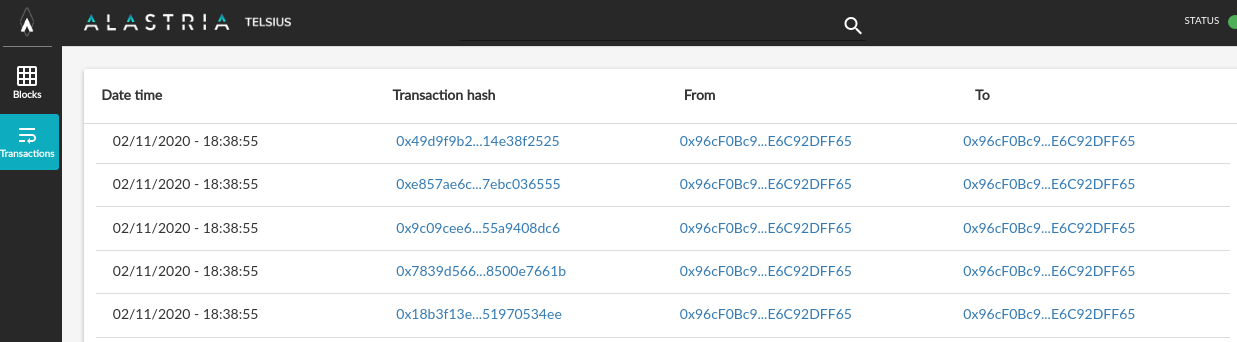 ALASTRIA TELSIUS
STATUS
Blocks
Transactions
Date time Transaction hash From To
02/11/2020 - 18:38:55 0x49d9f9b2...14e38f2525 0x96cF0Bc9...E6C92DFF65 0x96cF0Bc9...E6C92DFF65
02/11/2020 - 18:38:55 0xe857ae6c...7ebc036555 0x96cF0Bc9...E6C92DFF65 0x96cF0Bc9...E6C92DFF65
02/11/2020 - 18:38:55 0x9c09cee6...55a9408dc6 0x96cF0Bc9...E6C92DFF65 0x96cF0Bc9...E6C92DFF65
02/11/2020 - 18:38:55 0x7839d566...8500e7661b 0x96cF0Bc9...E6C92DFF65 0x96cF0Bc9...E6C92DFF65
02/11/2020 - 18:38:55 0x18b3f13e...51970534ee 0x96cF0Bc9...E6C92DFF65 0x96cF0Bc9...E6C92DFF65